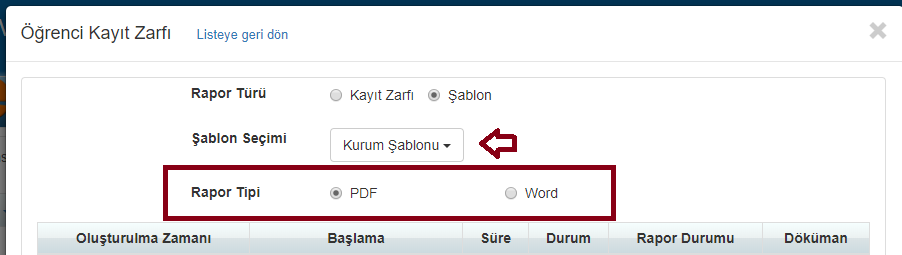 Öğrenci Kayıt Zarfı Listeye geri dön
Rapor Türü Kayıt Zarfı Şablon
Şablon Seçimi Kurum Şablonu
Rapor Tipi PDF Word
Oluşturulma Zamanı Başlama Süre Durum Rapor Durumu Döküman